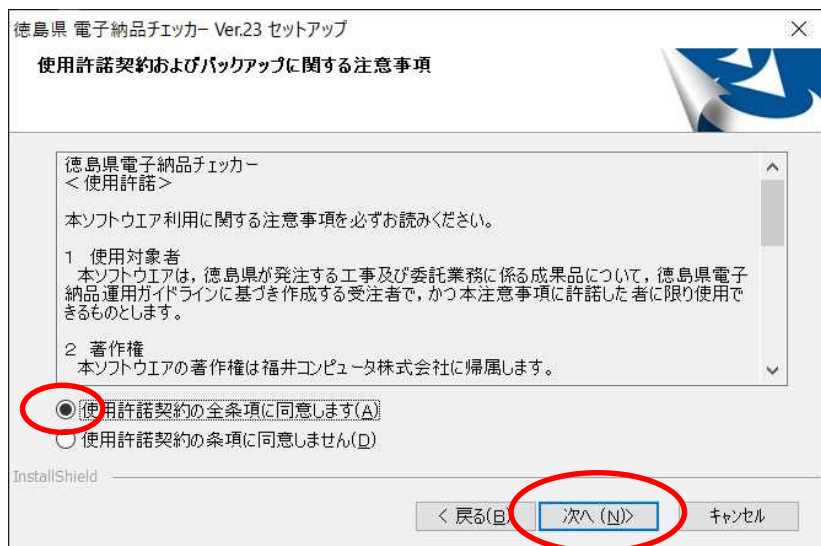 徳島県 電子納品チェッカー Ver.23 セットアップ
使用許諾契約およびバックアップに関する注意事項
徳島県電子納品チェッカー
＜使用許諾＞
本ソフトウエア利用に関する注意事項を必ずお読みください。
1 使用対象者
本ソフトウエアは，徳島県が発注する工事及び委託業務に係る成果品について，徳島県電子
納品運用ガイドラインに基づき作成する受注者で，かつ本注意事項に許諾した者に限り使用で
きるものとします。
2 著作権
本ソフトウエアの著作権は福井コンピュータ株式会社に帰属します。
使用許諾契約の全条項に同意します(A)
使用許諾契約の条項に同意しません(D)
InstallShield
< 戻る(B)
次へ (N)>
キャンセル